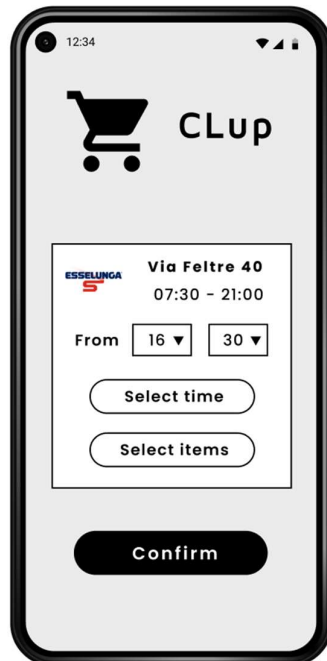 12:34
CLup
ESSELUNGA
Via Feltre 40
07:30 - 21:00
From 16 ▼ 30 ▼
Select time
Select items
Confirm